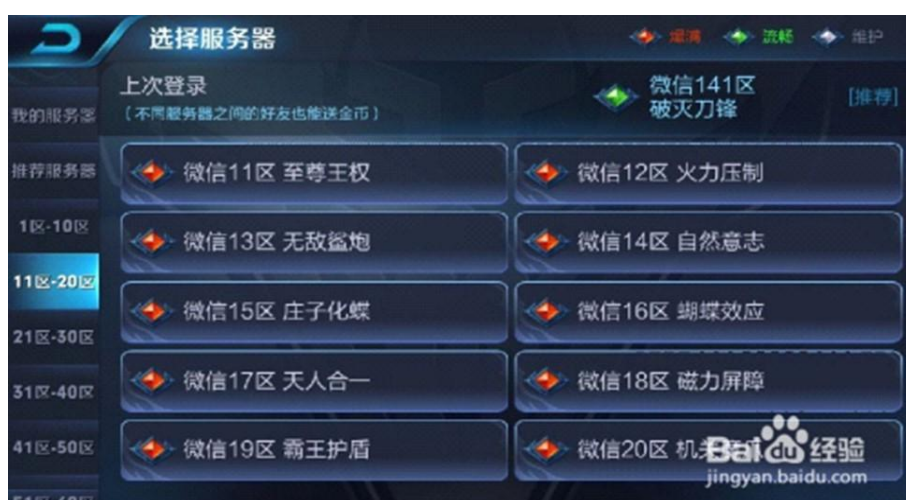 选择服务器
爆满
流畅
维护
上次登录
(不同服务器之间的好友也能送金币)
微信141区
破灭刀锋
[推荐]
我的服务器
推荐服务器
1区-10区
11区-20区
21区-30区
31区-40区
41区-50区
微信11区 至尊王权
微信12区 火力压制
微信13区 无敌鲨炮
微信14区 自然意志
微信15区 庄子化蝶
微信16区 蝴蝶效应
微信17区 天人合一
微信18区 磁力屏障
微信19区 霸王护盾
微信20区 机关
Baidu 经验
jingyan.baidu.com